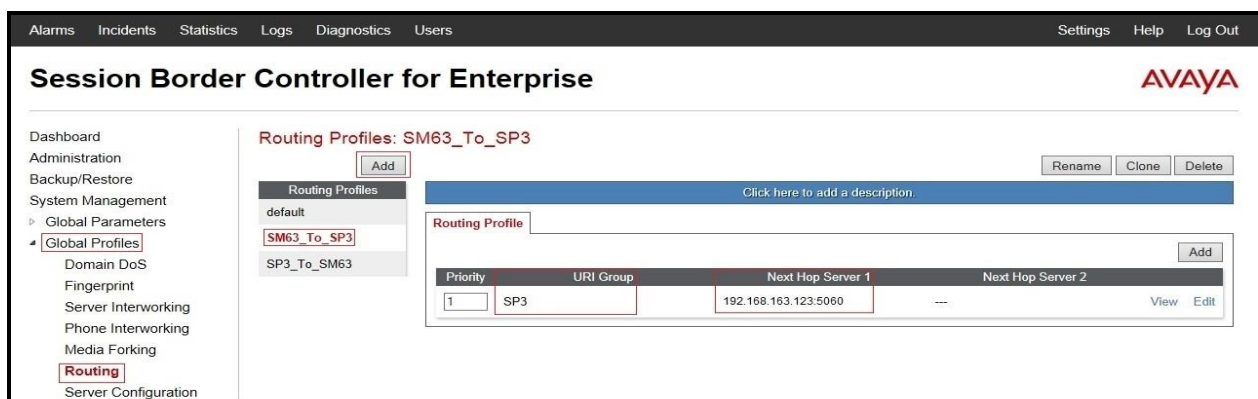 Alarms Incidents Statistics Logs Diagnostics Users Settings Help Log Out
Session Border Controller for Enterprise
AVAYA
Dashboard
Administration
Backup/Restore
System Management
Global Parameters
Global Profiles
Domain DoS
Fingerprint
Server Interworking
Phone Interworking
Media Forking
Routing
Server Configuration
Routing Profiles: SM63_To_SP3
Add
Rename Clone Delete
Routing Profiles
default
SM63_To_SP3
SP3_To_SM63
Click here to add a description.
Routing Profile
Add
Priority URI Group Next Hop Server 1 Next Hop Server 2
1 SP3 192.168.163.123:5060 --- View Edit